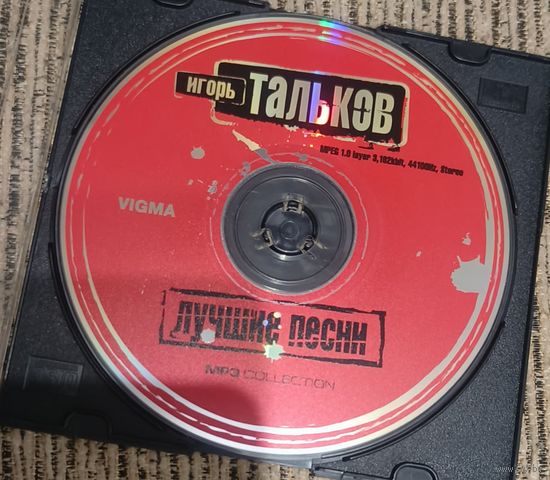 игорь
Тальков
MPEG 1.0 layer 3,192kbit, 44100Hz, Stereo
VIGMA
Лучшие песни
MP3 COLLECTION